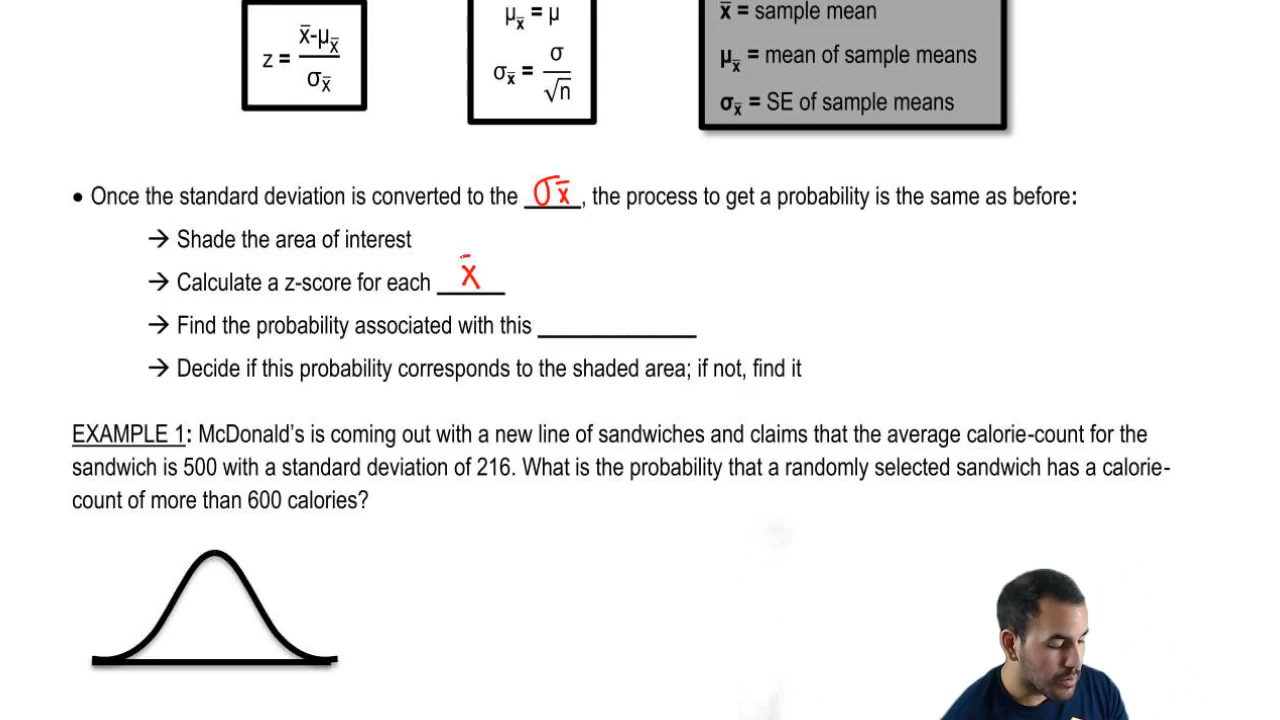 z = x̄-μx̄ / σx̄
μx̄ = μ
σx̄ = σ / √n
x̄ = sample mean
μx̄ = mean of sample means
σx̄ = SE of sample means
• Once the standard deviation is converted to the σx̄, the process to get a probability is the same as before:
→ Shade the area of interest
→ Calculate a z-score for each x̄
→ Find the probability associated with this ______________
→ Decide if this probability corresponds to the shaded area; if not, find it
EXAMPLE 1: McDonald's is coming out with a new line of sandwiches and claims that the average calorie-count for the
sandwich is 500 with a standard deviation of 216. What is the probability that a randomly selected sandwich has a calorie-
count of more than 600 calories?